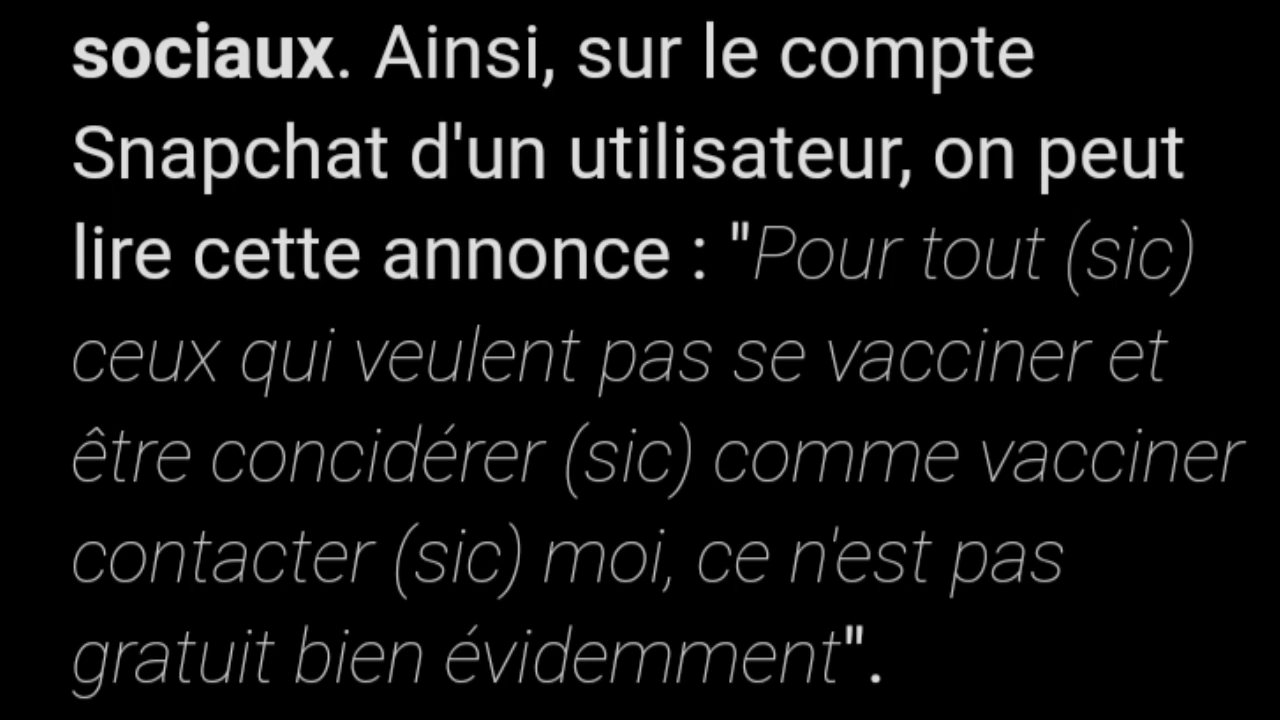 sociaux. Ainsi, sur le compte
Snapchat d'un utilisateur, on peut
lire cette annonce : "Pour tout (sic)
ceux qui veulent pas se vacciner et
être concidérer (sic) comme vacciner
contacter (sic) moi, ce n'est pas
gratuit bien évidemment".